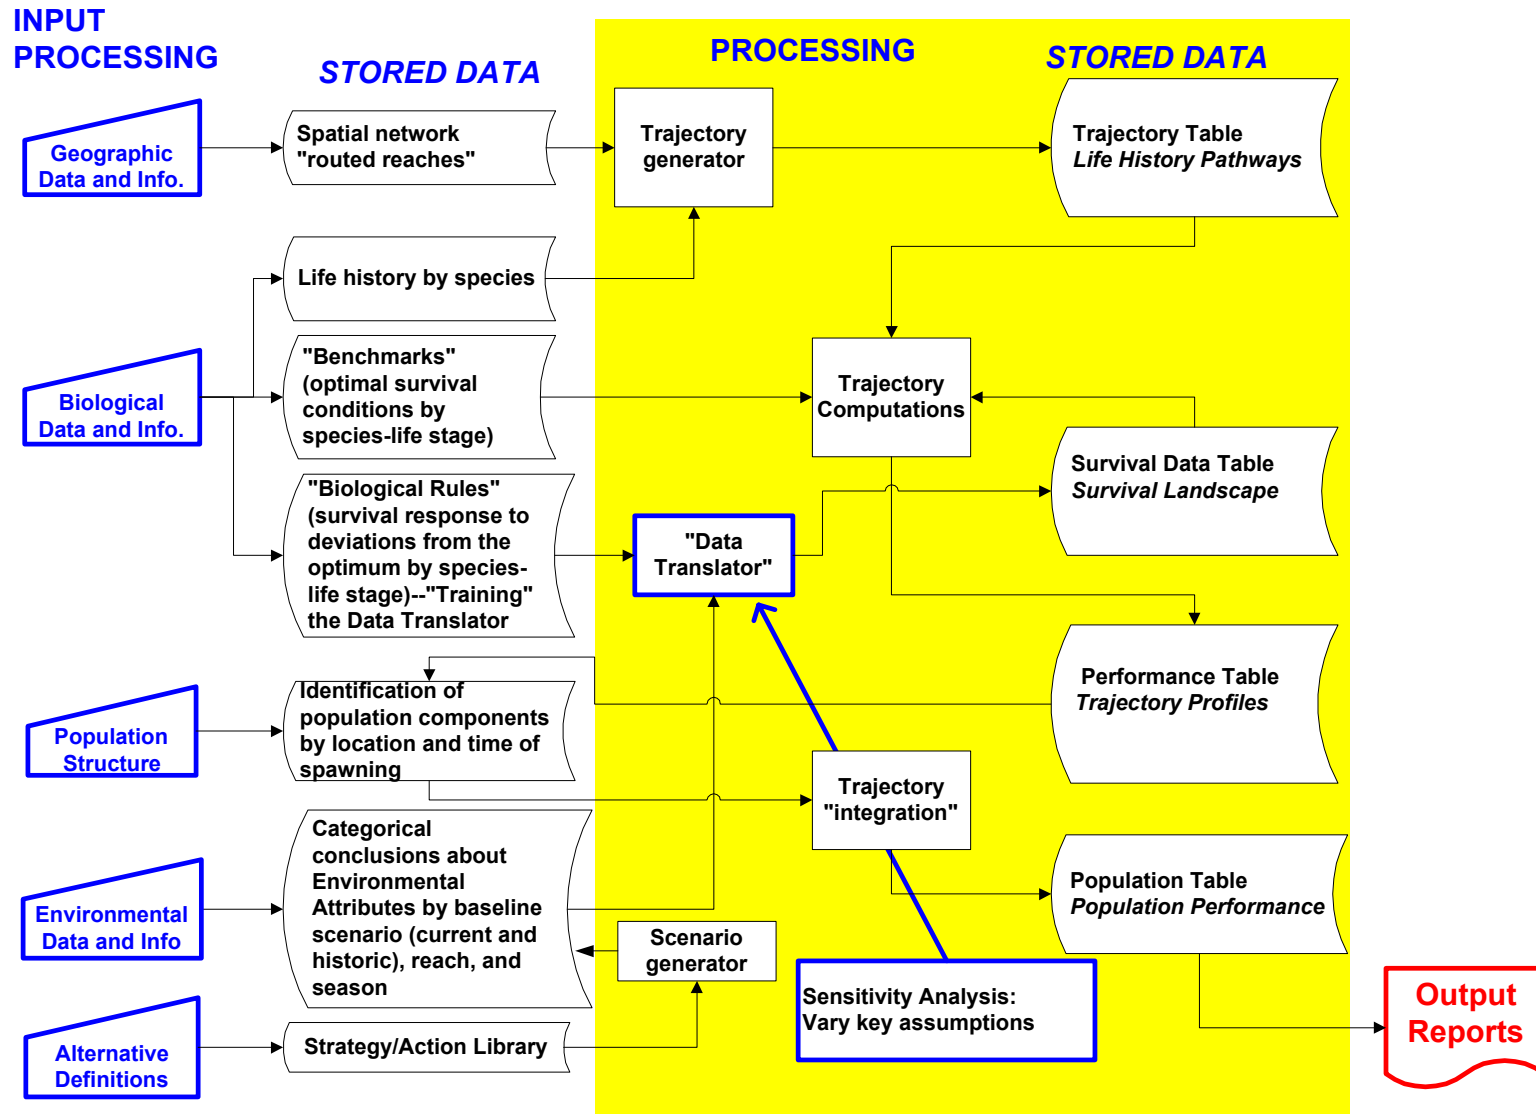 INPUT
PROCESSING
STORED DATA
PROCESSING
STORED DATA
Geographic
Data and Info.
Spatial network
"routed reaches"
Trajectory
generator
Trajectory Table
Life History Pathways
Life history by species
Biological
Data and Info.
"Benchmarks"
(optimal survival
conditions by
species-life stage)
Trajectory
Computations
Survival Data Table
Survival Landscape
"Biological Rules"
(survival response to
deviations from the
optimum by species-
life stage)--"Training"
the Data Translator
"Data
Translator"
Population
Structure
Identification of
population components
by location and time of
spawning
Performance Table
Trajectory Profiles
Trajectory
"integration"
Environmental
Data and Info
Categorical
conclusions about
Environmental
Attributes by baseline
scenario (current and
historic), reach, and
season
Scenario
generator
Population Table
Population Performance
Sensitivity Analysis:
Vary key assumptions
Alternative
Definitions
Strategy/Action Library
Output
Reports